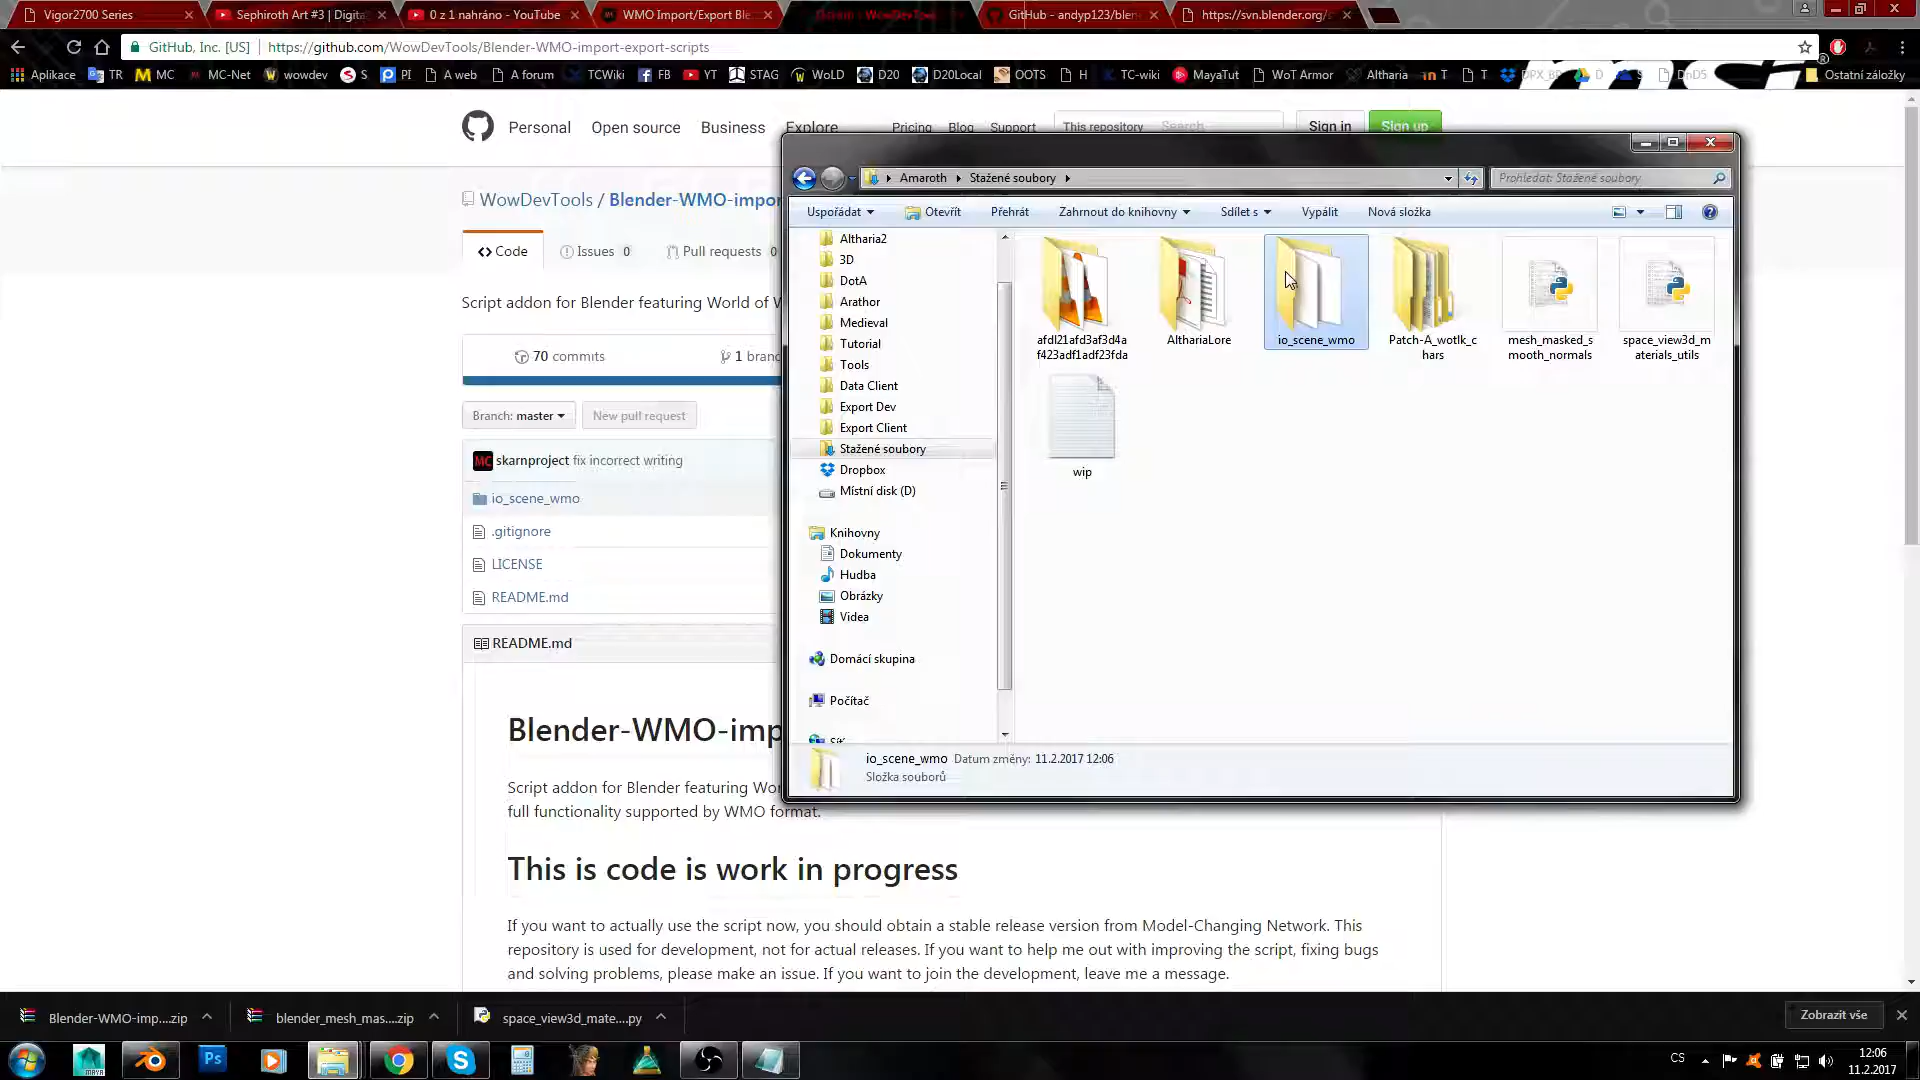 Vigor2700 Series
Sephiroth Art #3 | Digita
0 z 1 nahráno - YouTube
WMO Import/Export Ble
GitHub - andyp123/blen
https://svn.blender.org/s
GitHub, Inc. [US] https://github.com/WowDevTools/Blender-WMO-import-export-scripts
Aplikace TR MC MC-Net wowdev S PI A web A forum TCWiki FB YT STAG WoLD D20 D20Local OOTS H TC-wiki MayaTut WoT Armor Altharia T T D DnD5 Ostatní záložky
Personal Open source Business Explore Pricing Blog Support This repository Search Sign in Sign up
WowDevTools / Blender-WMO-impor
Code Issues 0 Pull requests 0
Script addon for Blender featuring World of W
70 commits 1 branc
Branch: master New pull request
skarnproject fix incorrect writing
io_scene_wmo
.gitignore
LICENSE
README.md
README.md
Blender-WMO-imp
Script addon for Blender featuring Wor
full functionality supported by WMO format.
This is code is work in progress
If you want to actually use the script now, you should obtain a stable release version from Model-Changing Network. This
repository is used for development, not for actual releases. If you want to help me out with improving the script, fixing bugs
and solving problems, please make an issue. If you want to join the development, leave me a message.
Amaroth Stažené soubory
Prohledat: Stažené soubory
Uspořádat Otevřít Přehrát Zahrnout do knihovny Sdílet s Vypálit Nová složka
Altharia2
3D
DotA
Arathor
Medieval
Tutorial
Tools
Data Client
Export Dev
Export Client
Stažené soubory
Dropbox
Místní disk (D)
Knihovny
Dokumenty
Hudba
Obrázky
Videa
Domácí skupina
Počítač
Síť
afdl21afd3af3d4a
f423adf1adf23fda
AlthariaLore
io_scene_wmo
Patch-A_wotlk_c
hars
mesh_masked_s
mooth_normals
space_view3d_m
aterials_utils
wip
io_scene_wmo Datum změny: 11.2.2017 12:06
Složka souborů
Blender-WMO-imp....zip
blender_mesh_mas....zip
space_view3d_mate....py
Zobrazit vše
CS
12:06
11.2.2017